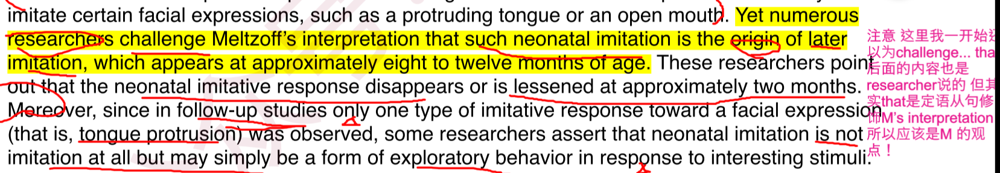 imitate certain facial expressions, such as a protruding tongue or an open mouth. Yet numerous
researchers challenge Meltzoff's interpretation that such neonatal imitation is the origin of later
imitation, which appears at approximately eight to twelve months of age. These researchers point
out that the neonatal imitative response disappears or is lessened at approximately two months.
Moreover, since in follow-up studies only one type of imitative response toward a facial expression
(that is, tongue protrusion) was observed, some researchers assert that neonatal imitation is not
imitation at all but may simply be a form of exploratory behavior in response to interesting stimuli.
注意 这里我一开始还
以为challenge... tha
后面的内容也是
researcher说的 但其
实that是定语从句修
饰M's interpretation
所以应该是M 的观
点！